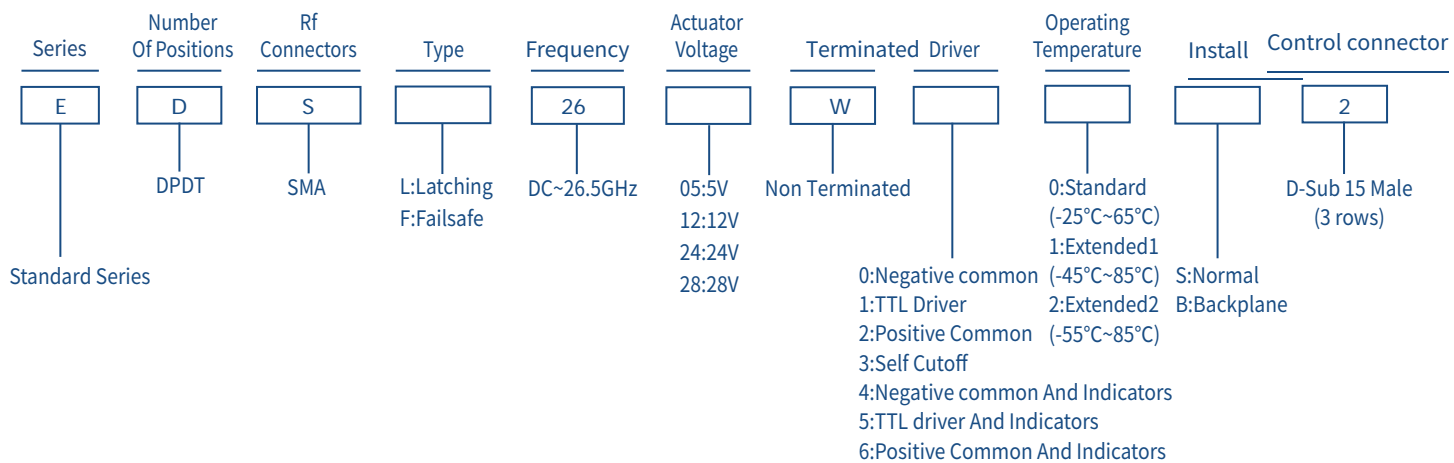 Series
Number
Of Positions
Rf
Connectors
Type
Frequency
Actuator
Voltage
Terminated
Driver
Operating
Temperature
Install
Control connector
E
D
S
26
W
2
Standard Series
DPDT
SMA
L:Latching
F:Failsafe
DC~26.5GHz
05:5V
12:12V
24:24V
28:28V
Non Terminated
0:Negative common
1:TTL Driver
2:Positive Common
3:Self Cutoff
4:Negative common And Indicators
5:TTL driver And Indicators
6:Positive Common And Indicators
0:Standard
(-25°C~65°C)
1:Extended1
(-45°C~85°C)
2:Extended2
(-55°C~85°C)
S:Normal
B:Backplane
D-Sub 15 Male
(3 rows)